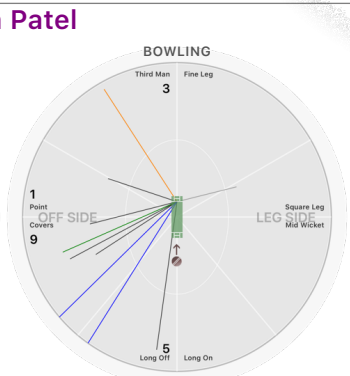 Patel
BOWLING
Third Man
Fine Leg
3
1
Point
OFF SIDE
Covers
9
Square Leg
LEG SIDE
Mid Wicket
5
Long Off
Long On